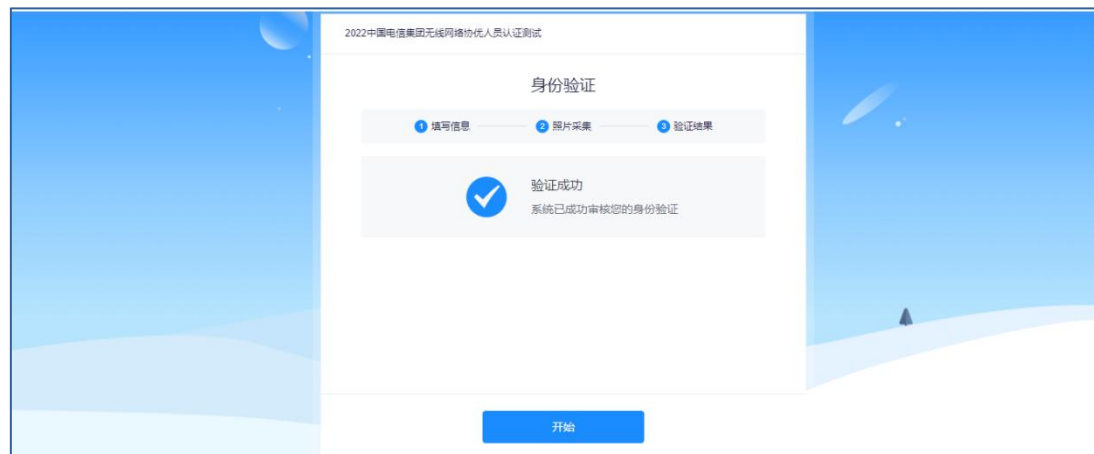 2022中国电信集团无线网络协优人员认证测试
身份验证
1 填写信息 2 照片采集 3 验证结果
验证成功
系统已成功审核您的身份验证
开始